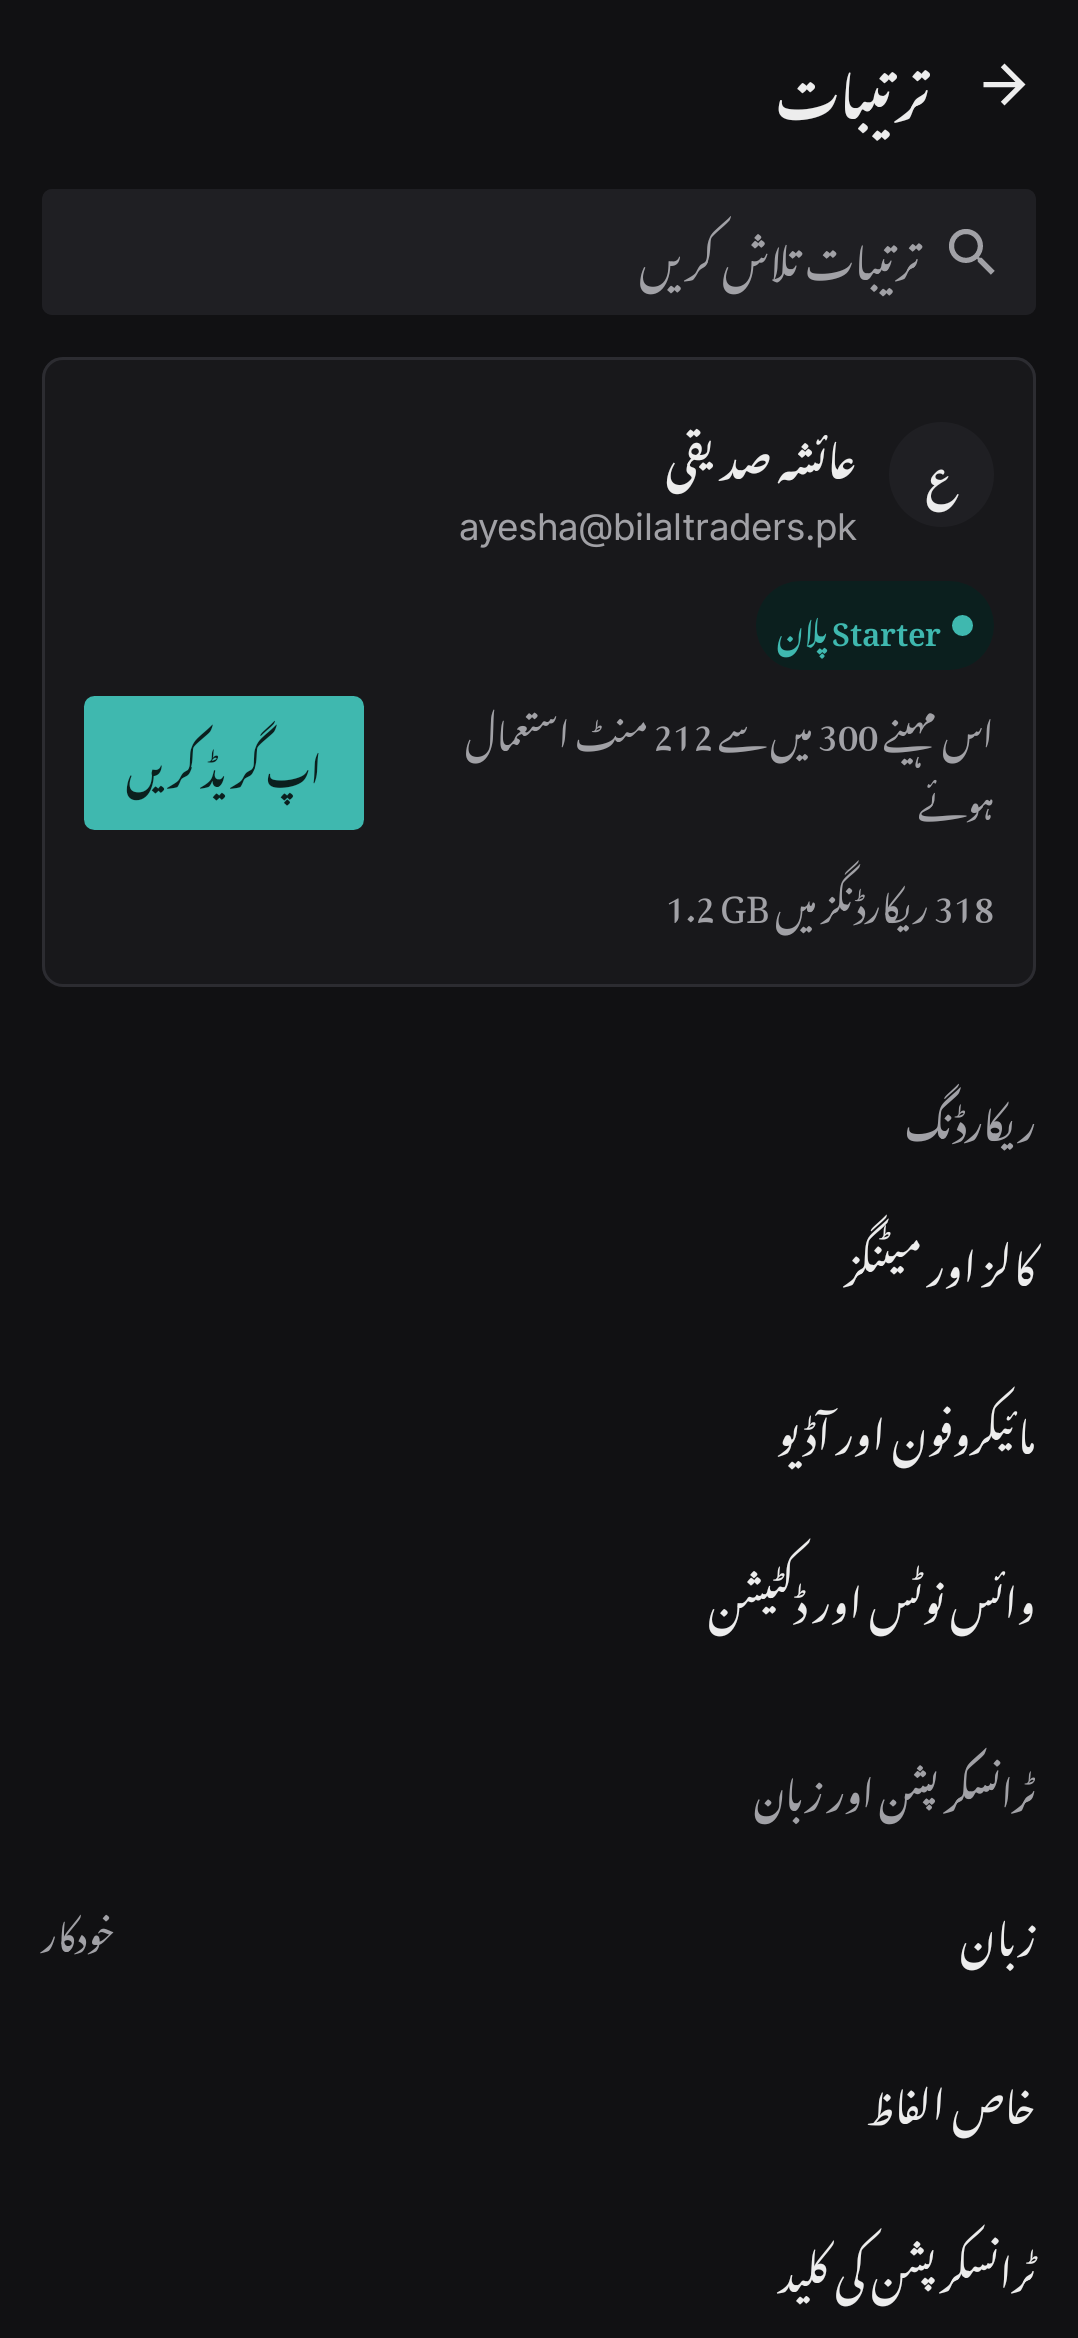 ترتیبات
ترتیبات تلاش کریں
ع
عائشہ صدیقی
ayesha@bilaltraders.pk
Starter پلان
اس مہینے 300 میں سے 212 منٹ استعمال
ہوئے
اپ گریڈ کریں
318 ریکارڈنگز میں 1.2 GB
ریکارڈنگ
کالز اور میٹنگز
مائیکروفون اور آڈیو
وائس نوٹس اور ڈکٹیشن
ٹرانسکرپشن اور زبان
زبان
خودکار
خاص الفاظ
ٹرانسکرپشن کی کلید